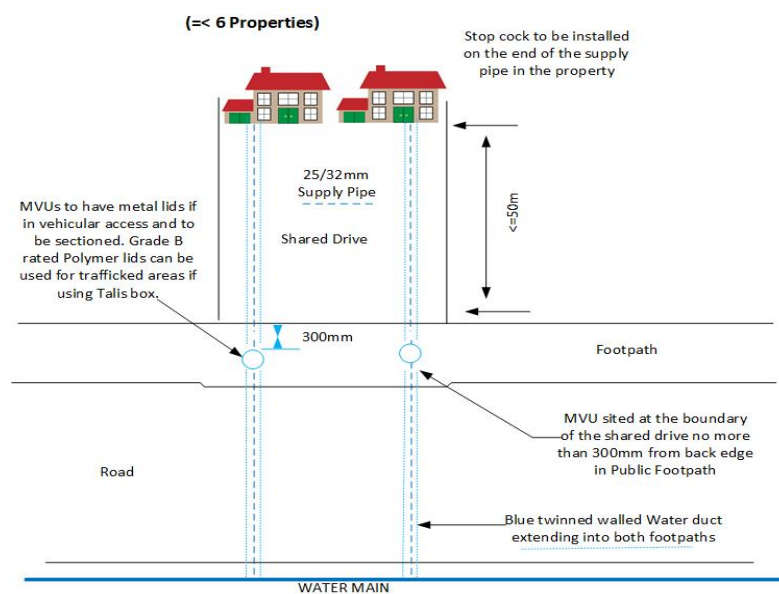 (=< 6 Properties)
Stop cock to be installed
on the end of the supply
pipe in the property
25/32mm
Supply Pipe
<=50m
MVUs to have metal lids if
in vehicular access and to
be sectioned. Grade B
rated Polymer lids can be
used for trafficked areas if
using Talis box.
Shared Drive
300mm
Footpath
MVU sited at the boundary
of the shared drive no more
than 300mm from back edge
in Public Footpath
Road
Blue twinned walled Water duct
extending into both footpaths
WATER MAIN